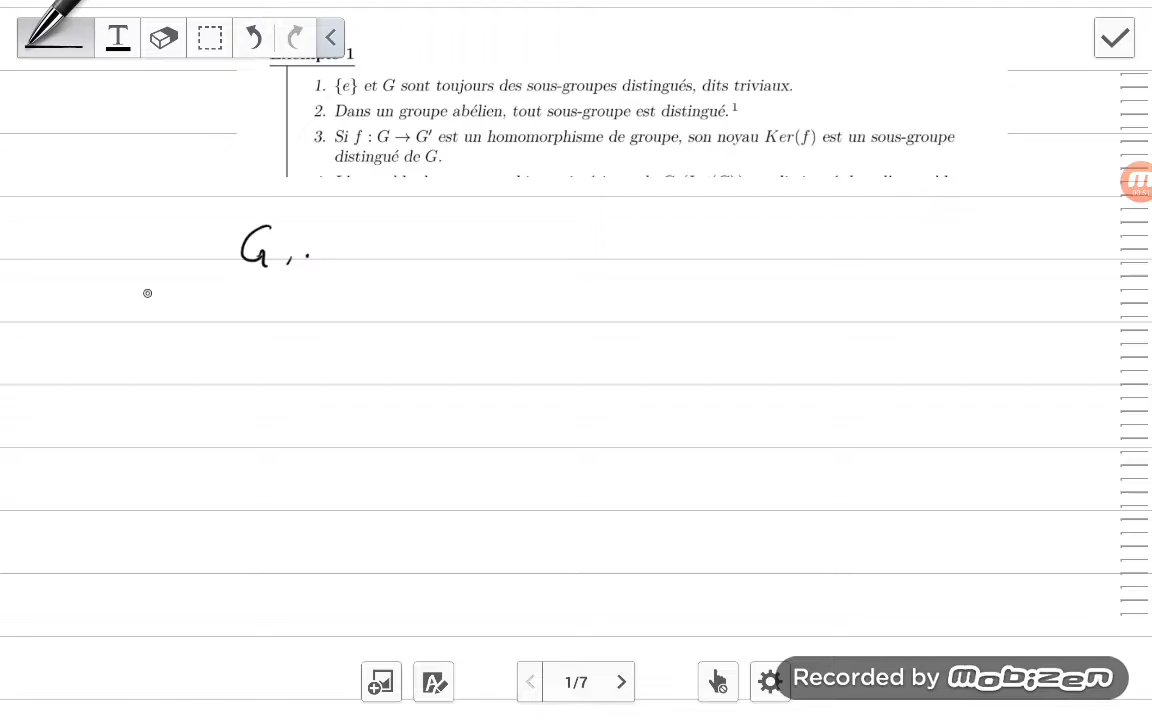 T
1
1. {e} et G sont toujours des sous-groupes distingués, dits triviaux.
2. Dans un groupe abélien, tout sous-groupe est distingué.¹
3. Si f : G → G′ est un homomorphisme de groupe, son noyau Ker(f) est un sous-groupe
distingué de G.
G , .
1/7
Recorded by mobizen